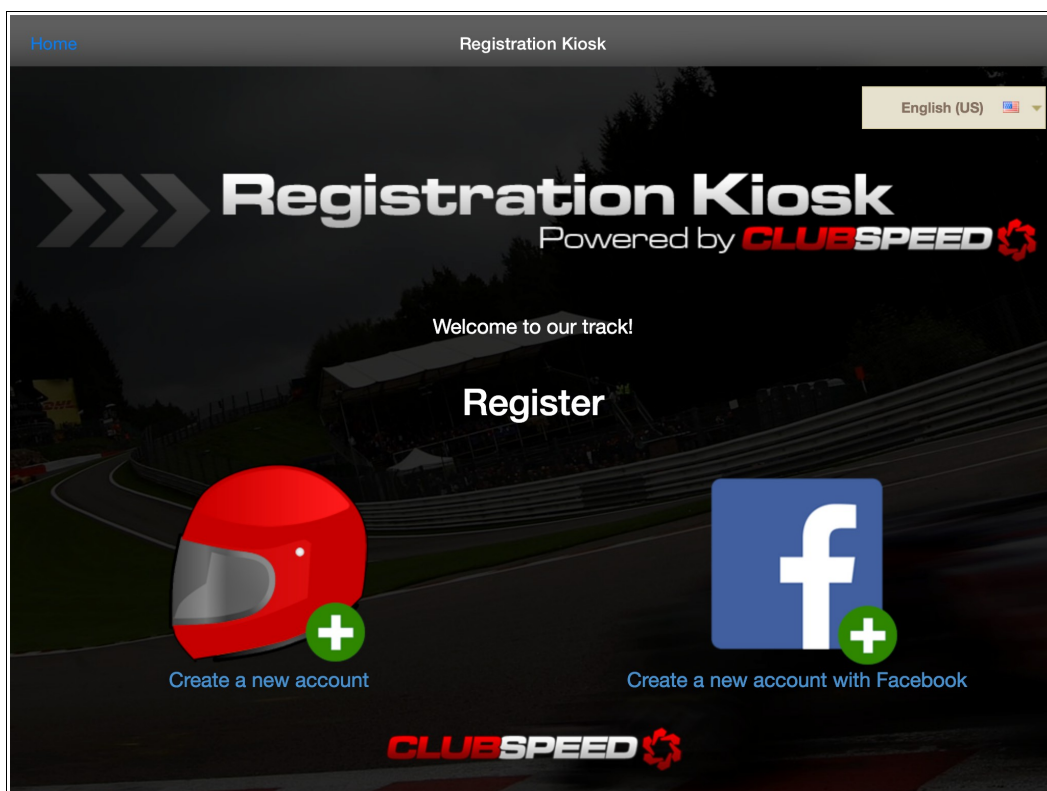 Home
Registration Kiosk
English (US)
Registration Kiosk
Powered by CLUBSPEED
Welcome to our track!
Register
DHL
Create a new account
Create a new account with Facebook
CLUBSPEED